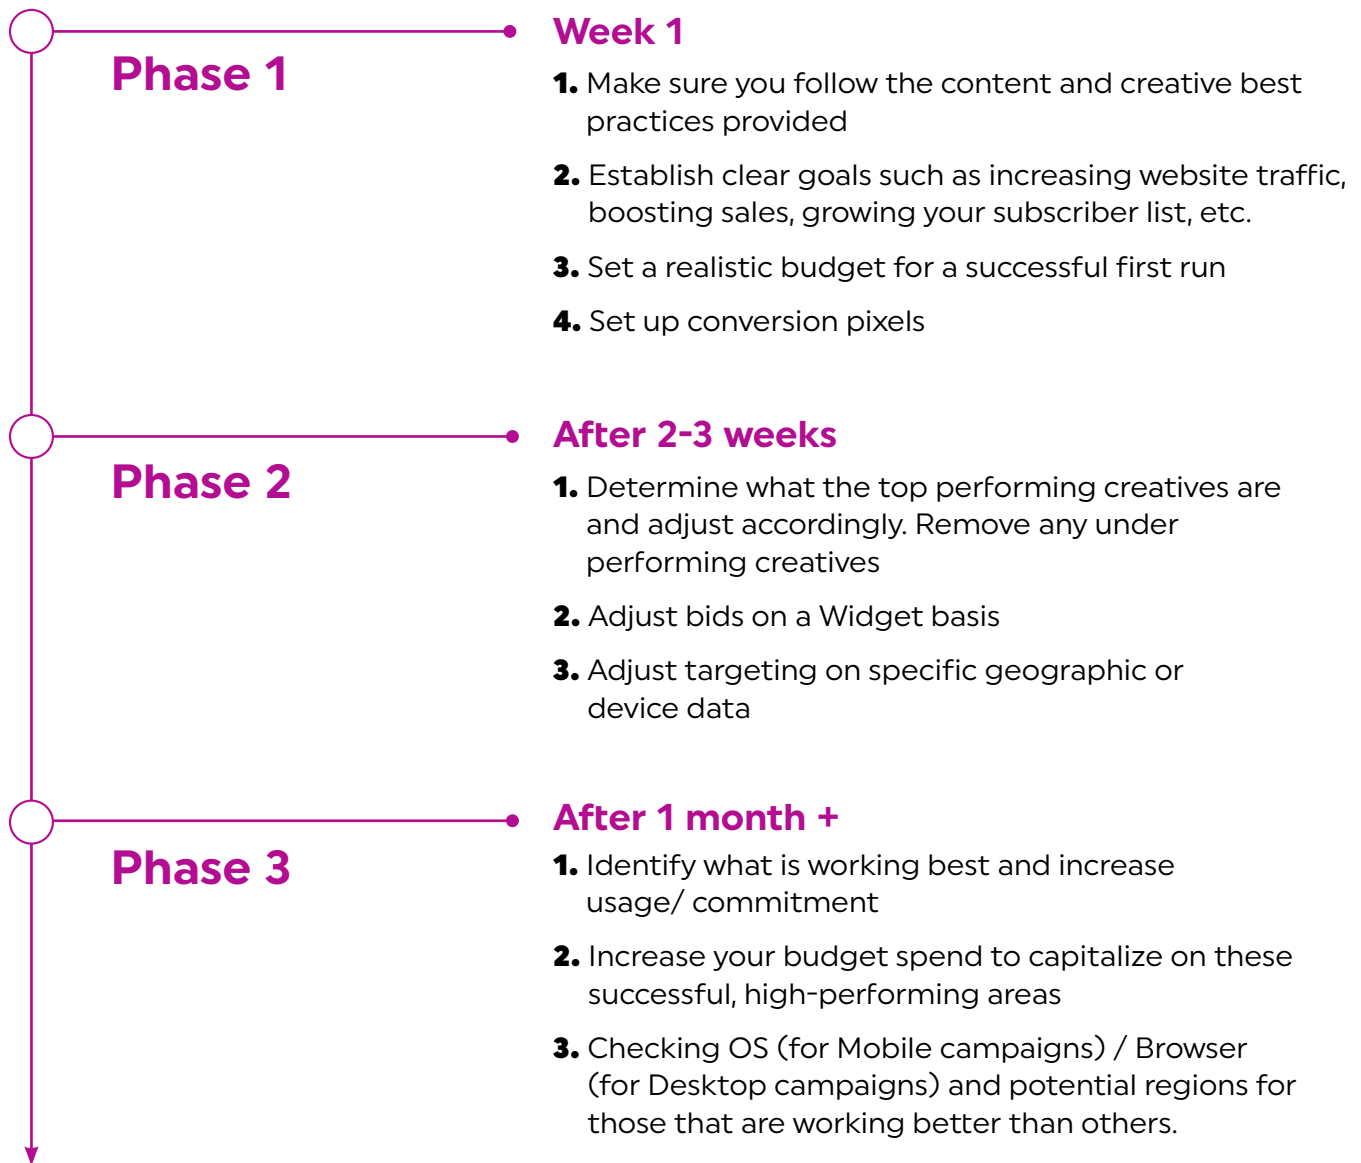 Phase 1
Week 1
1. Make sure you follow the content and creative best
practices provided
2. Establish clear goals such as increasing website traffic,
boosting sales, growing your subscriber list, etc.
3. Set a realistic budget for a successful first run
4. Set up conversion pixels
Phase 2
After 2-3 weeks
1. Determine what the top performing creatives are
and adjust accordingly. Remove any under
performing creatives
2. Adjust bids on a Widget basis
3. Adjust targeting on specific geographic or
device data
Phase 3
After 1 month +
1. Identify what is working best and increase
usage/ commitment
2. Increase your budget spend to capitalize on these
successful, high-performing areas
3. Checking OS (for Mobile campaigns) / Browser
(for Desktop campaigns) and potential regions for
those that are working better than others.